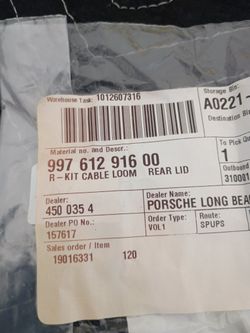 Warehouse Task: 1012607316
Storage Bin:
A0221-
Destination Bi
Material no. and Descr.:
997 612 916 00
R-KIT CABLE LOOM REAR LID
To Pick
1
Dealer:
450 035 4
Dealer Name:
PORSCHE LONG BEA
Outbound
310001
Dealer PO No.:
157617
Order Type:
VOL1
Route:
SPUPS
Sales order / Item
19016331 120